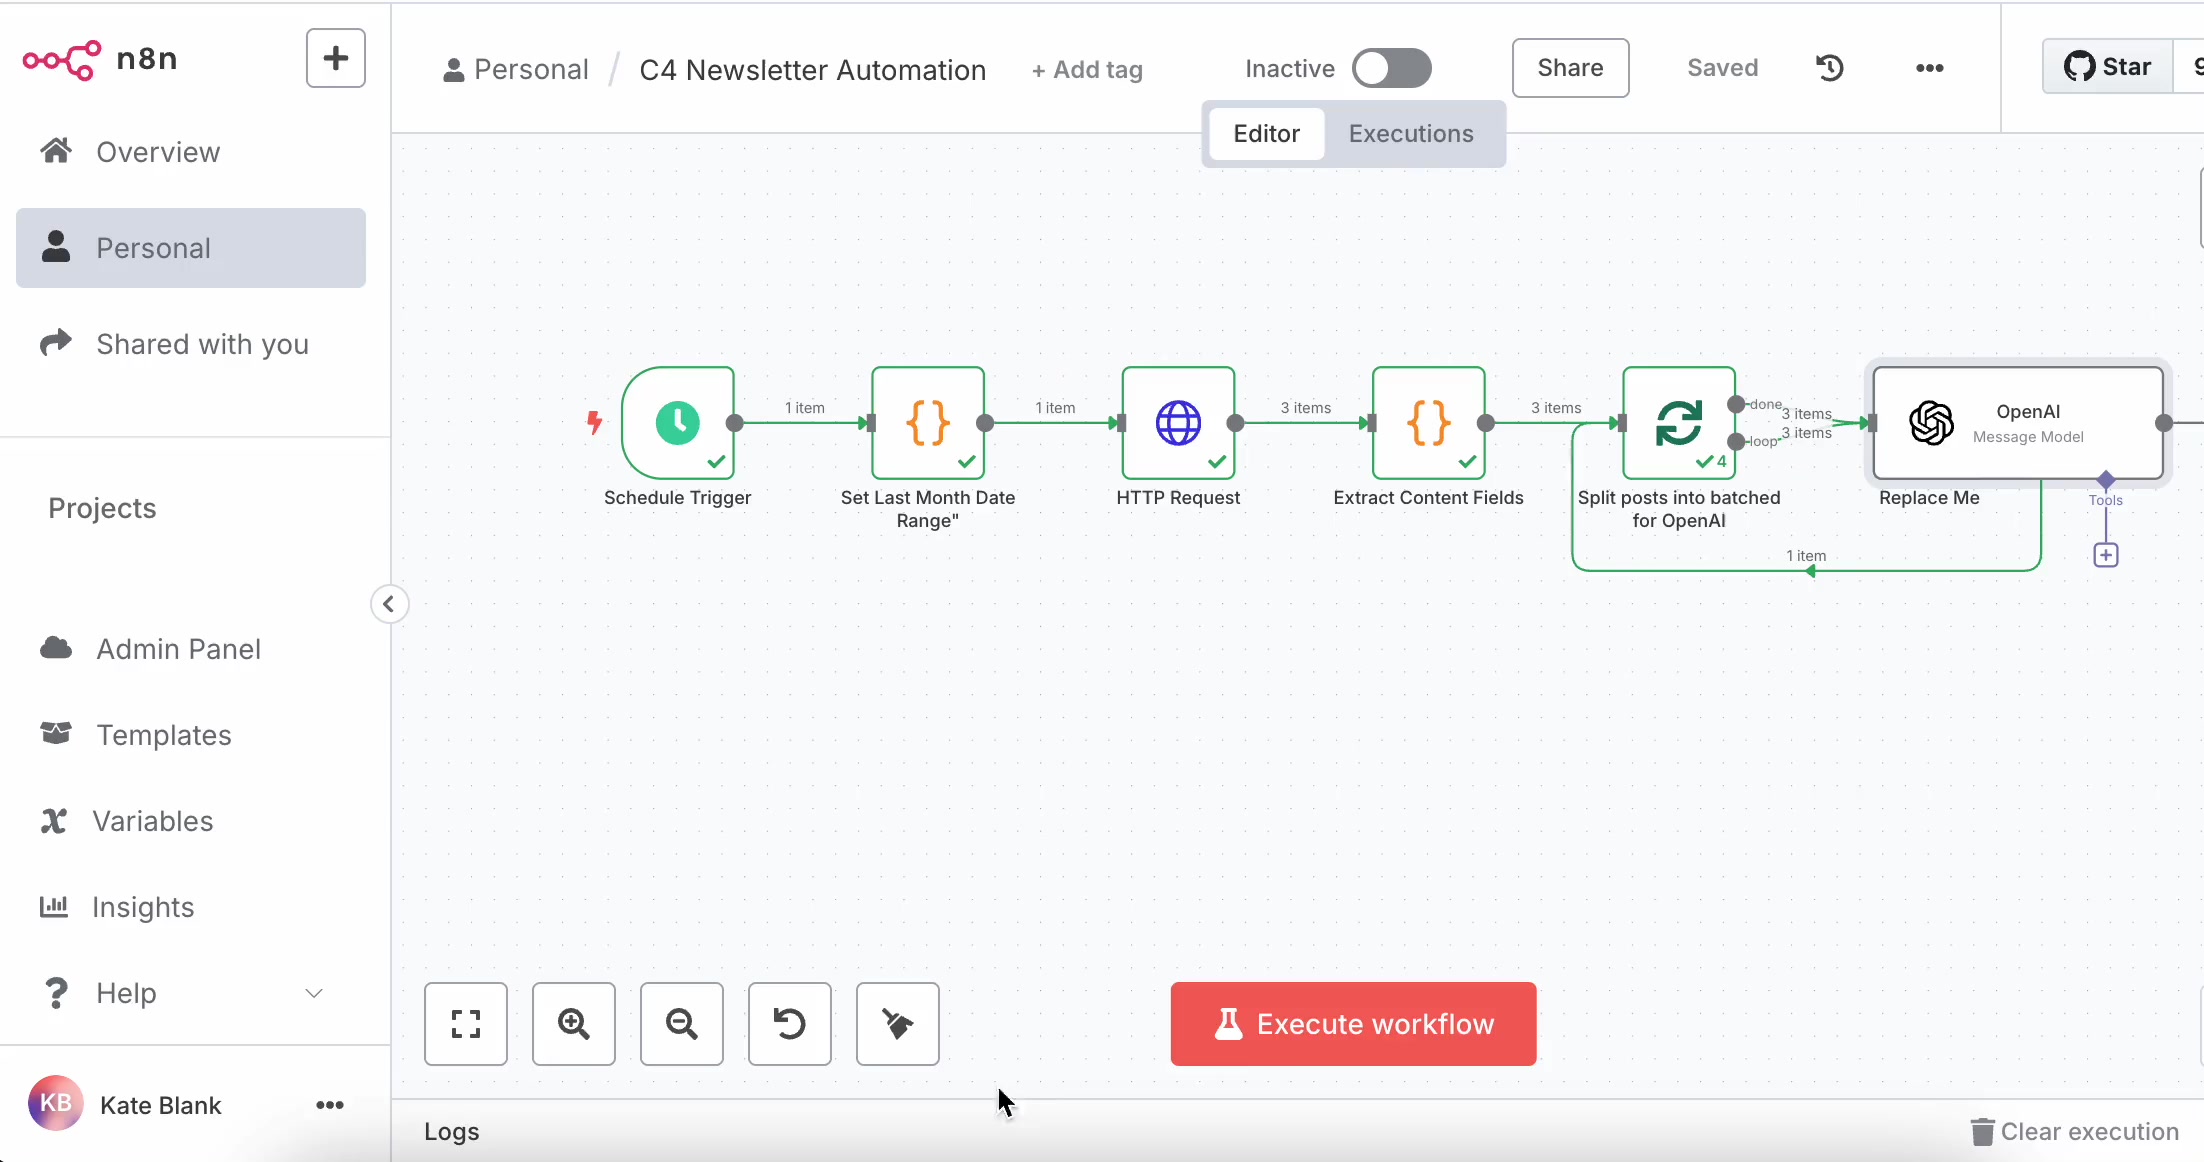 n8n
Personal / C4 Newsletter Automation + Add tag Inactive Share Saved Star 9
Editor Executions
Overview
Personal
Shared with you
Projects
Admin Panel
Templates
Variables
Insights
Help
KB Kate Blank
1 item 1 item 3 items 3 items done 3 items
loop 3 items
4
Schedule Trigger
Set Last Month Date
Range"
HTTP Request
Extract Content Fields
Split posts into batched
for OpenAI
OpenAI
Message Model
Replace Me
Tools
1 item
Execute workflow
Logs
Clear execution